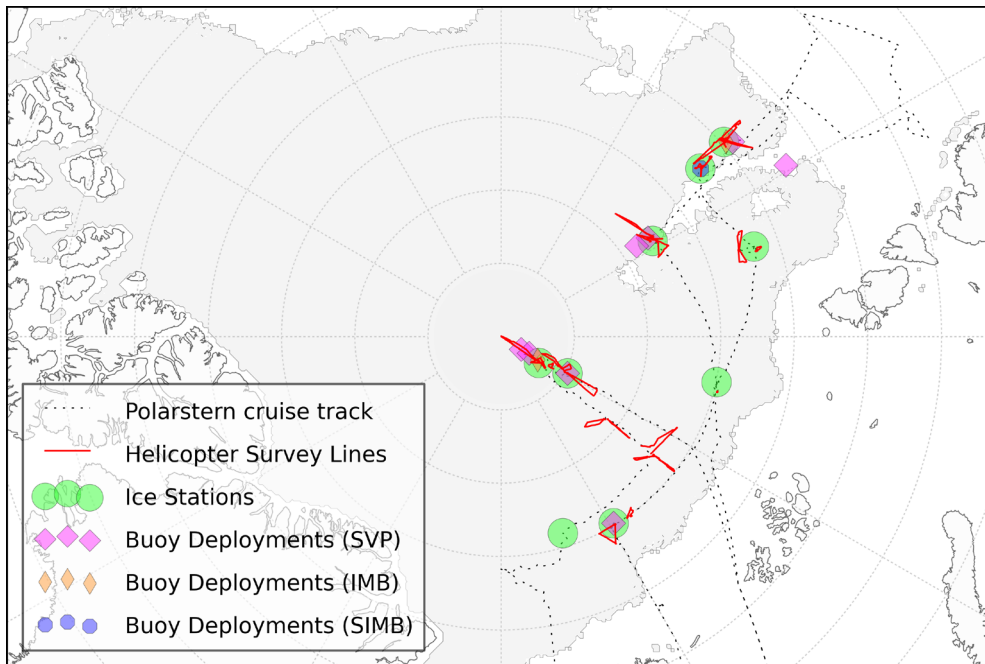 Polarstern cruise track
Helicopter Survey Lines
Ice Stations
Buoy Deployments (SVP)
Buoy Deployments (IMB)
Buoy Deployments (SIMB)